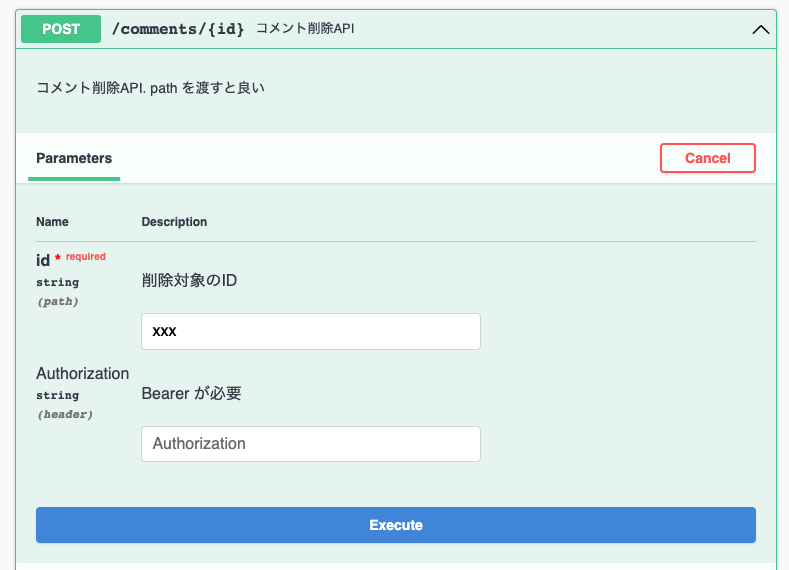 POST /comments/{id} コメント削除API
コメント削除API. path を渡すと良い
Parameters Cancel
Name Description
id * required
string
(path)
削除対象のID
xxx
Authorization
string
(header)
Bearer が必要
Authorization
Execute